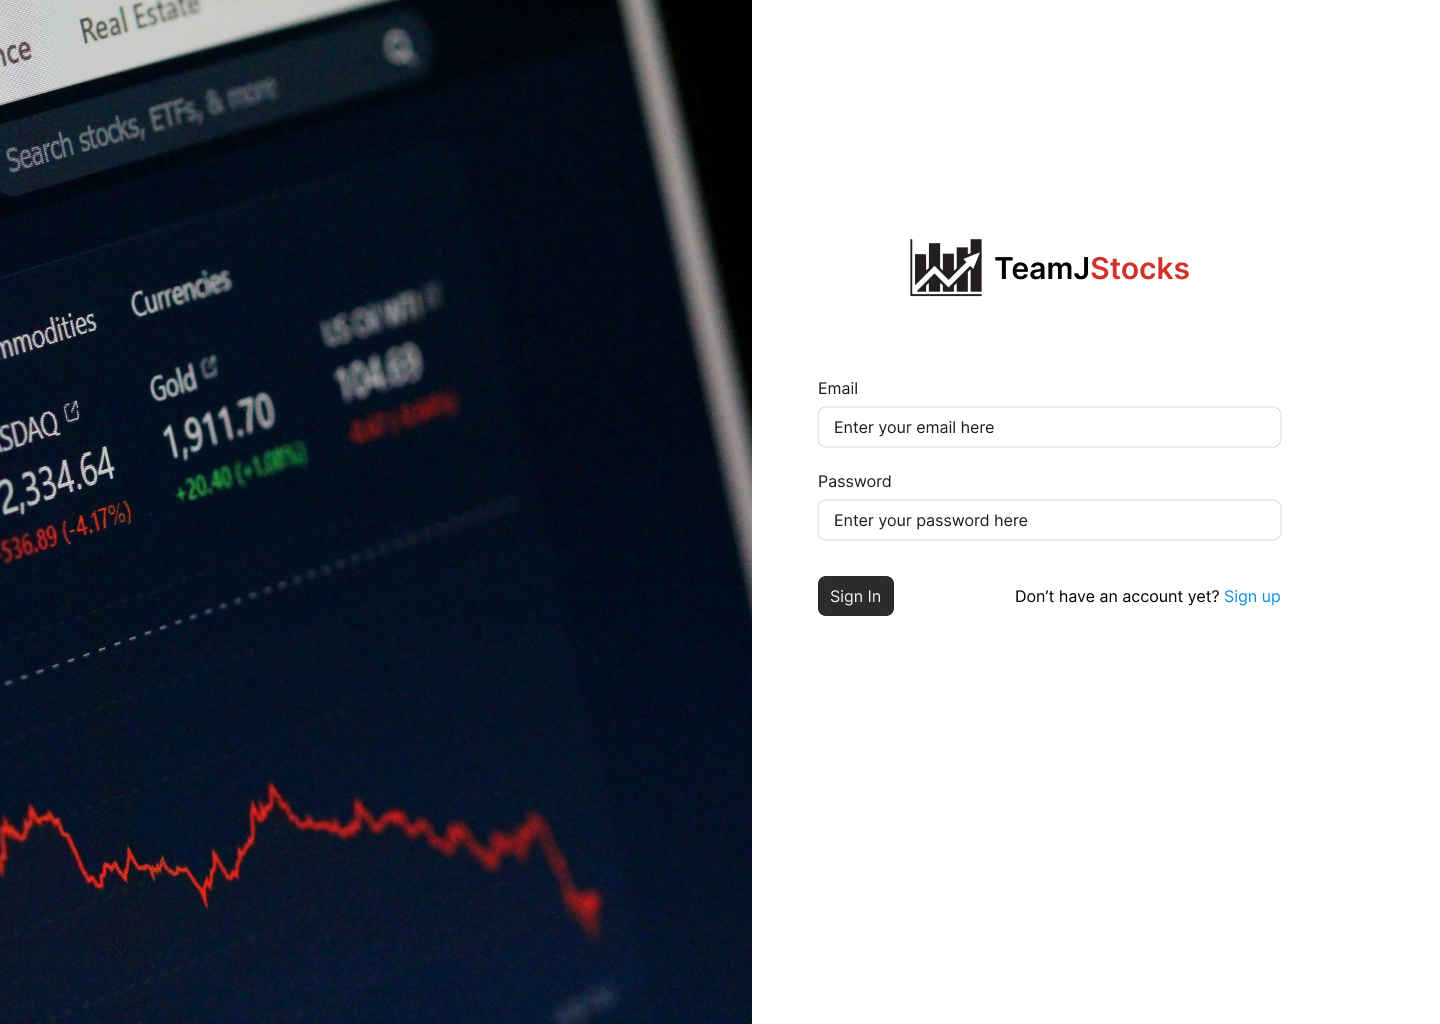 nce Real Estate
Search stocks, ETFs, & more
mmodities Currencies
SDAQ Gold US Oil WTI
2,334.64 1,911.70 104.69
536.89 (-4.17%) +20.40 (+1.08%)
TeamJStocks
Email
Enter your email here
Password
Enter your password here
Sign In Don’t have an account yet? Sign up